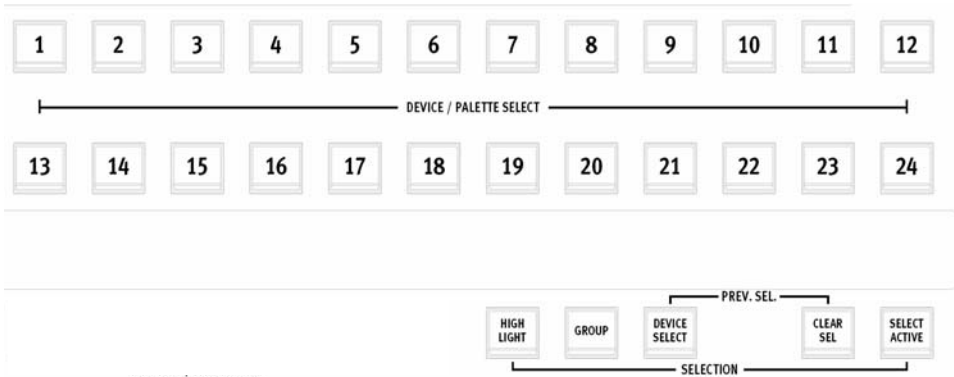 1 2 3 4 5 6 7 8 9 10 11 12
DEVICE / PALETTE SELECT
13 14 15 16 17 18 19 20 21 22 23 24
PREV. SEL.
HIGH LIGHT GROUP DEVICE SELECT CLEAR SEL SELECT ACTIVE
SELECTION